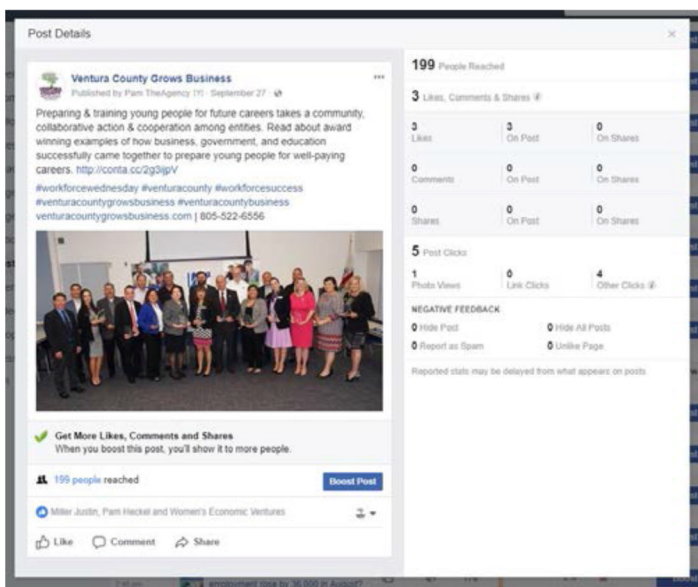 Post Details
Ventura County Grows Business
Published by Pam TheAgency [?] · September 27 ·
Preparing & training young people for future careers takes a community,
collaborative action & cooperation among entities. Read about award
winning examples of how business, government, and education
successfully came together to prepare young people for well-paying
careers. http://conta.cc/2g3ijpV
#workforcewednesday #venturacounty #workforcesuccess
#venturacountygrowsbusiness #venturacountybusiness
venturacountygrowsbusiness.com | 805-522-6556
Get More Likes, Comments and Shares
When you boost this post, you'll show it to more people.
199 people reached
Boost Post
Miller Justin, Pam Heckel and Women's Economic Ventures
Like Comment Share
199 People Reached
3 Likes, Comments & Shares
3 3 0
Likes On Post On Shares
0 0 0
Comments On Post On Shares
0 0 0
Shares On Post On Shares
5 Post Clicks
1 0 4
Photo Views Link Clicks Other Clicks
NEGATIVE FEEDBACK
0 Hide Post 0 Hide All Posts
0 Report as Spam 0 Unlike Page
Reported stats may be delayed from what appears on posts
employment rose by 36,000 in August?